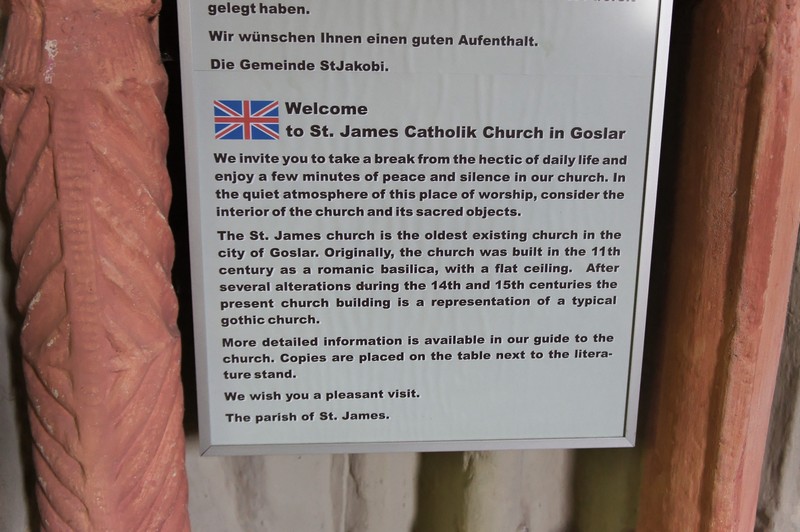 gelegt haben.
Wir wünschen Ihnen einen guten Aufenthalt.
Die Gemeinde StJakobi.
Welcome
to St. James Catholik Church in Goslar
We invite you to take a break from the hectic of daily life and
enjoy a few minutes of peace and silence in our church. In
the quiet atmosphere of this place of worship, consider the
interior of the church and its sacred objects.
The St. James church is the oldest existing church in the
city of Goslar. Originally, the church was built in the 11th
century as a romanic basilica, with a flat ceiling. After
several alterations during the 14th and 15th centuries the
present church building is a representation of a typical
gothic church.
More detailed information is available in our guide to the
church. Copies are placed on the table next to the litera-
ture stand.
We wish you a pleasant visit.
The parish of St. James.